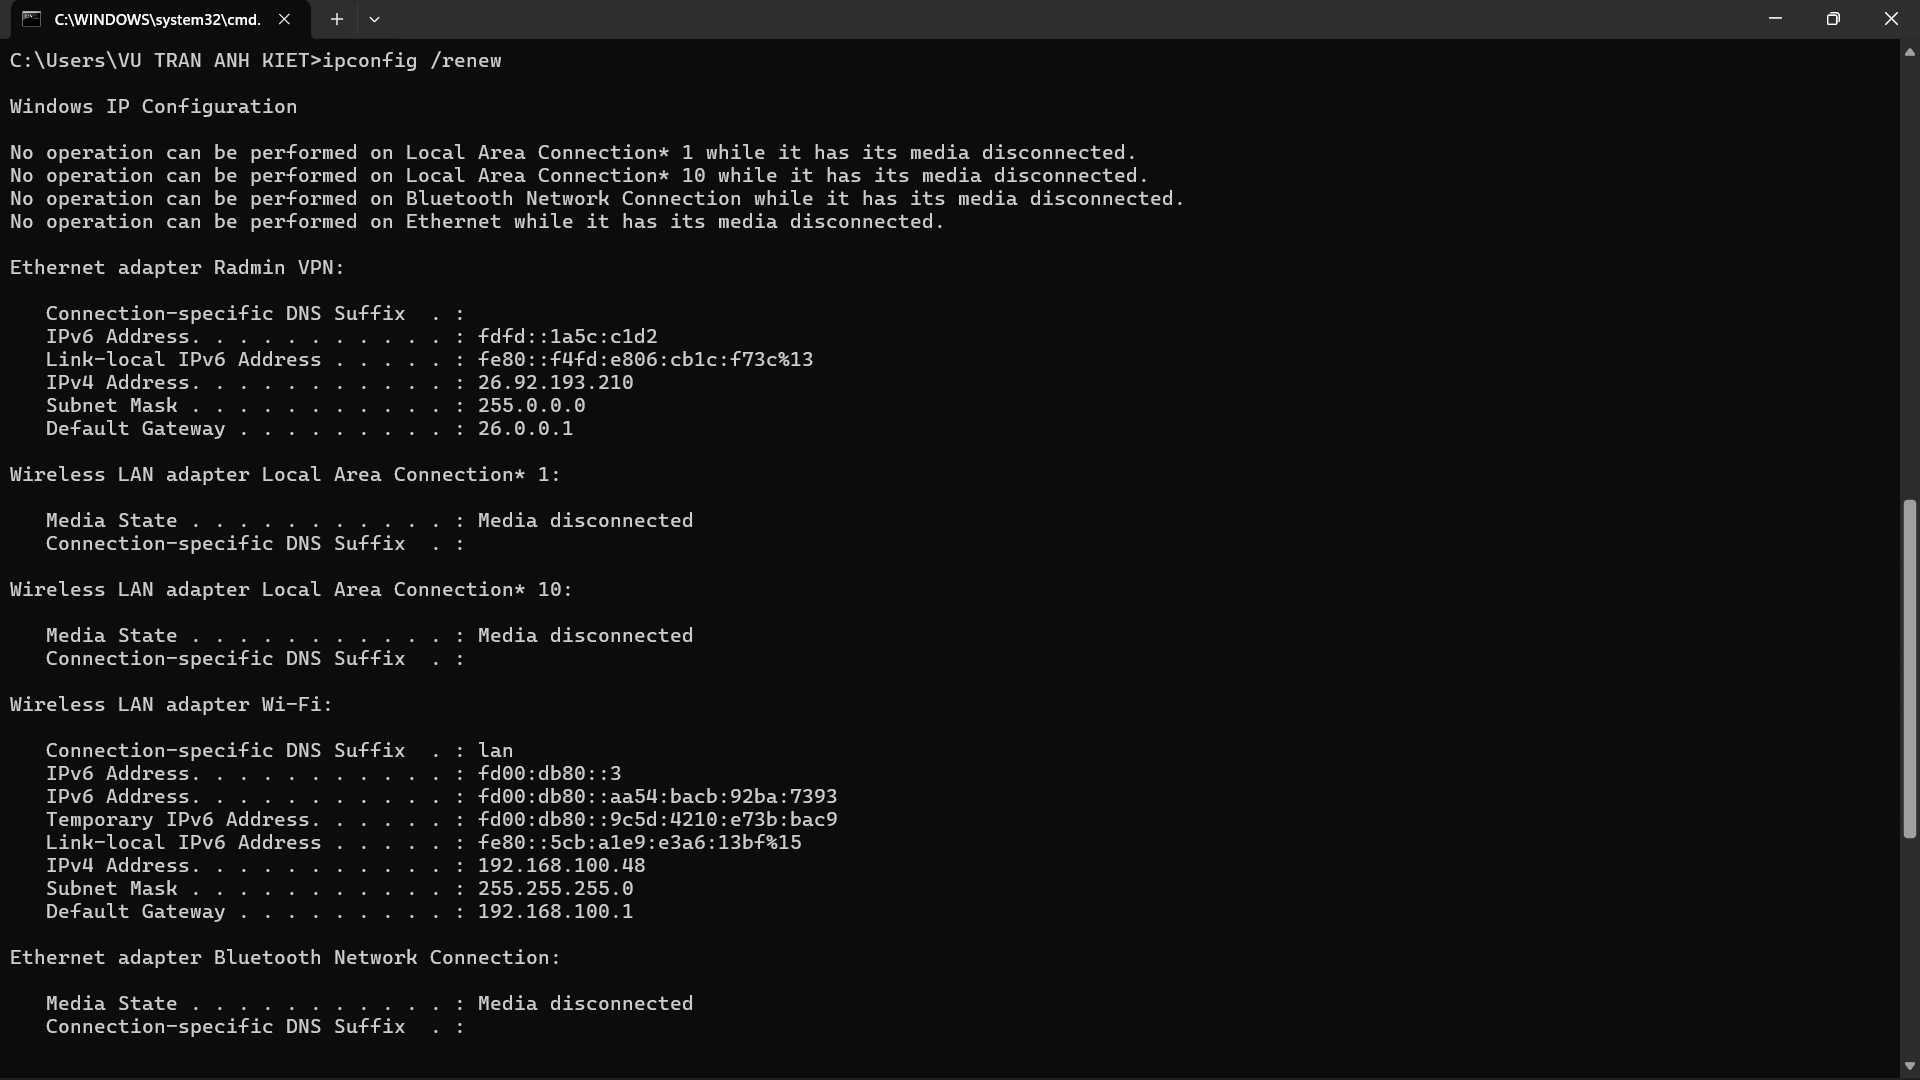 C:\WINDOWS\system32\cmd.
C:\Users\VU TRAN ANH KIET>ipconfig /renew
Windows IP Configuration
No operation can be performed on Local Area Connection* 1 while it has its media disconnected.
No operation can be performed on Local Area Connection* 10 while it has its media disconnected.
No operation can be performed on Bluetooth Network Connection while it has its media disconnected.
No operation can be performed on Ethernet while it has its media disconnected.
Ethernet adapter Radmin VPN:
   Connection-specific DNS Suffix  . :
   IPv6 Address. . . . . . . . . . . : fdfd::1a5c:c1d2
   Link-local IPv6 Address . . . . . : fe80::f4fd:e806:cb1c:f73c%13
   IPv4 Address. . . . . . . . . . . : 26.92.193.210
   Subnet Mask . . . . . . . . . . . : 255.0.0.0
   Default Gateway . . . . . . . . . : 26.0.0.1
Wireless LAN adapter Local Area Connection* 1:
   Media State . . . . . . . . . . . : Media disconnected
   Connection-specific DNS Suffix  . :
Wireless LAN adapter Local Area Connection* 10:
   Media State . . . . . . . . . . . : Media disconnected
   Connection-specific DNS Suffix  . :
Wireless LAN adapter Wi-Fi:
   Connection-specific DNS Suffix  . : lan
   IPv6 Address. . . . . . . . . . . : fd00:db80::3
   IPv6 Address. . . . . . . . . . . : fd00:db80::aa54:bacb:92ba:7393
   Temporary IPv6 Address. . . . . . : fd00:db80::9c5d:4210:e73b:bac9
   Link-local IPv6 Address . . . . . : fe80::5cb:a1e9:e3a6:13bf%15
   IPv4 Address. . . . . . . . . . . : 192.168.100.48
   Subnet Mask . . . . . . . . . . . : 255.255.255.0
   Default Gateway . . . . . . . . . : 192.168.100.1
Ethernet adapter Bluetooth Network Connection:
   Media State . . . . . . . . . . . : Media disconnected
   Connection-specific DNS Suffix  . :